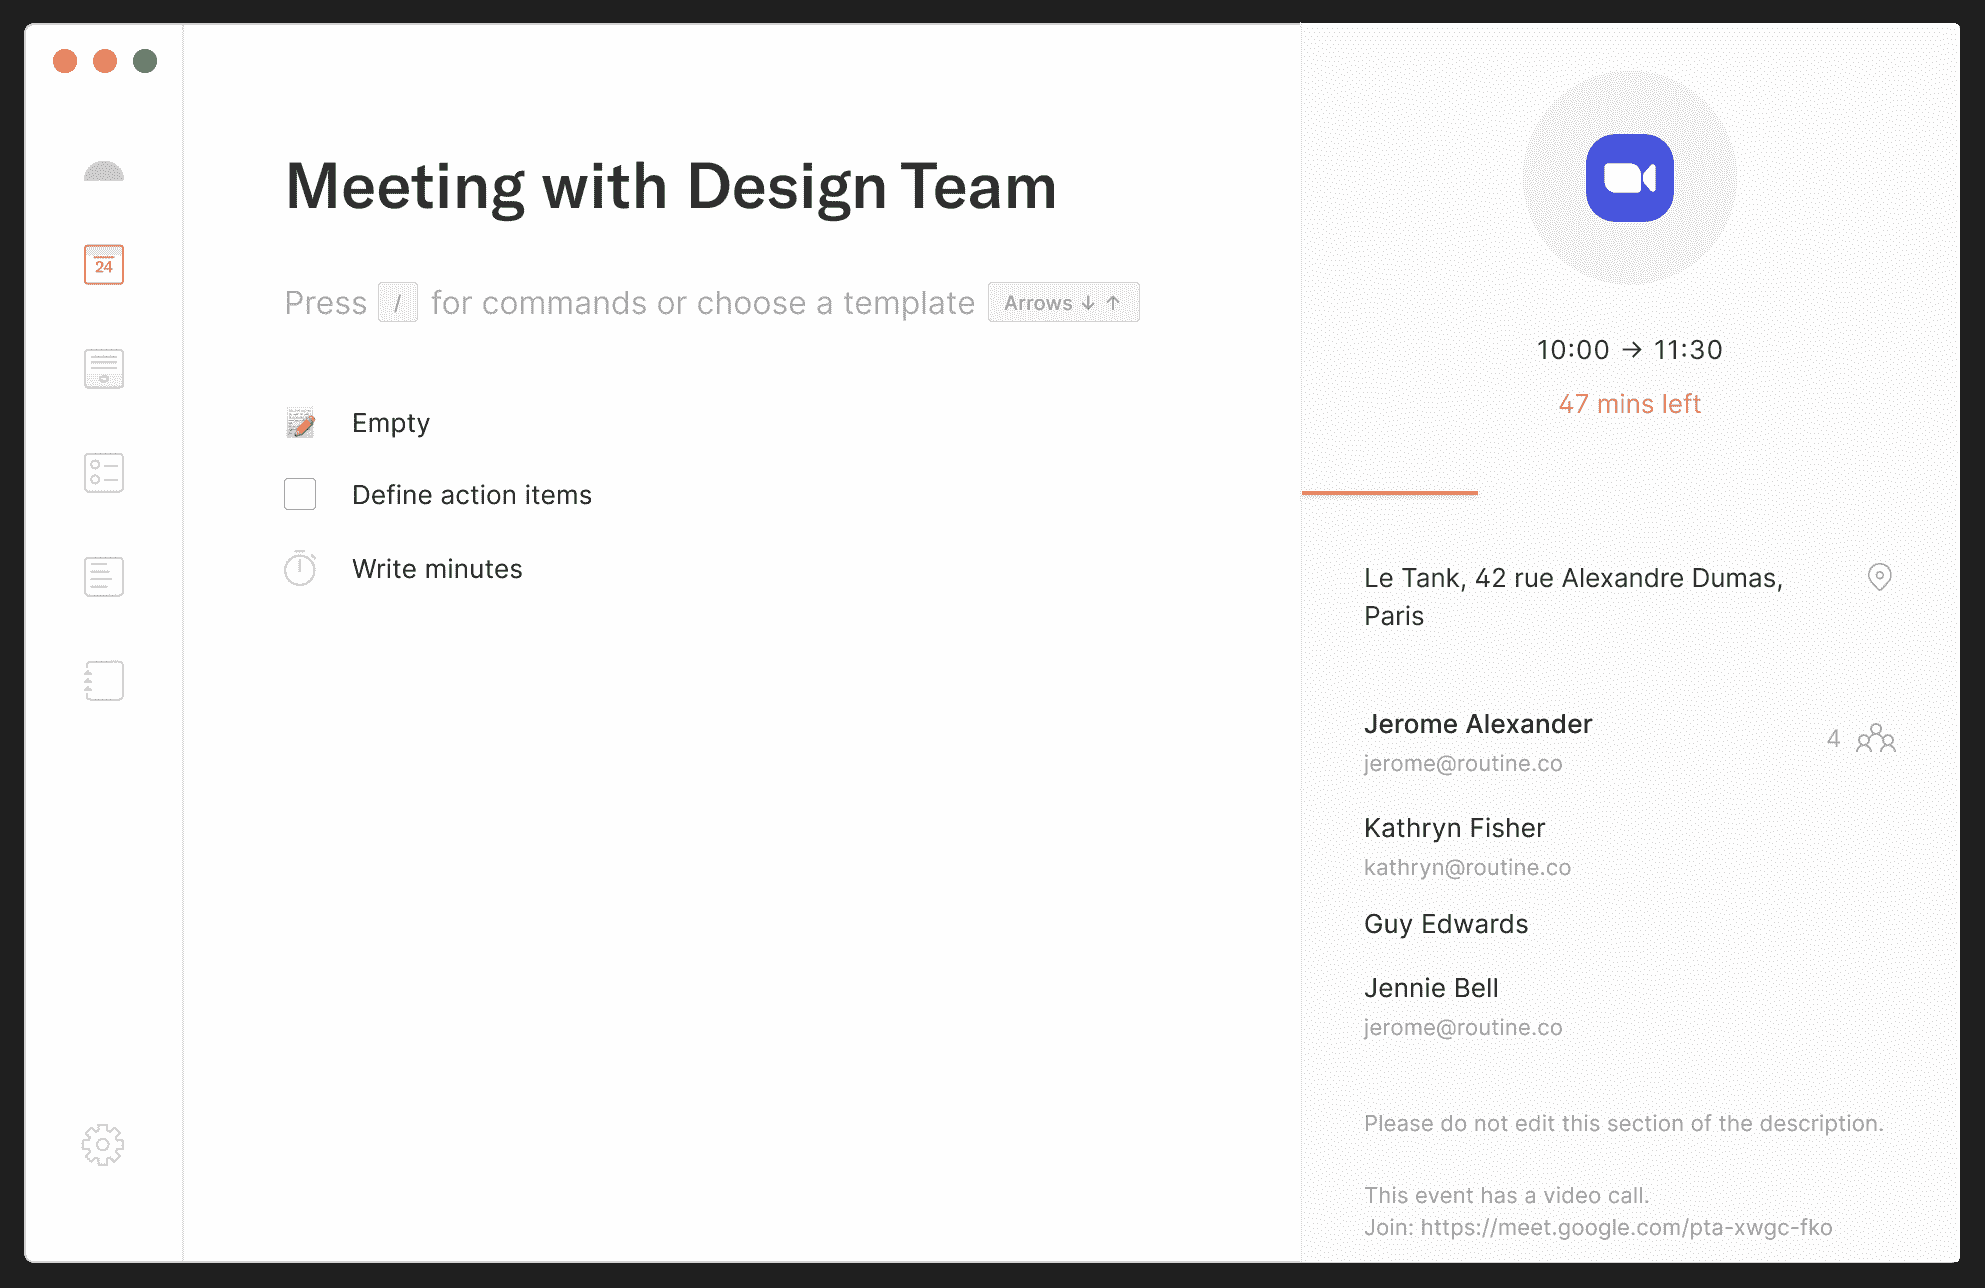 24
Meeting with Design Team
Press / for commands or choose a template Arrows ↓ ↑
Empty
Define action items
Write minutes
10:00 → 11:30
47 mins left
Le Tank, 42 rue Alexandre Dumas,
Paris
Jerome Alexander
4
jerome@routine.co
Kathryn Fisher
kathryn@routine.co
Guy Edwards
Jennie Bell
jerome@routine.co
Please do not edit this section of the description.
This event has a video call.
Join: https://meet.google.com/pta-xwgc-fko